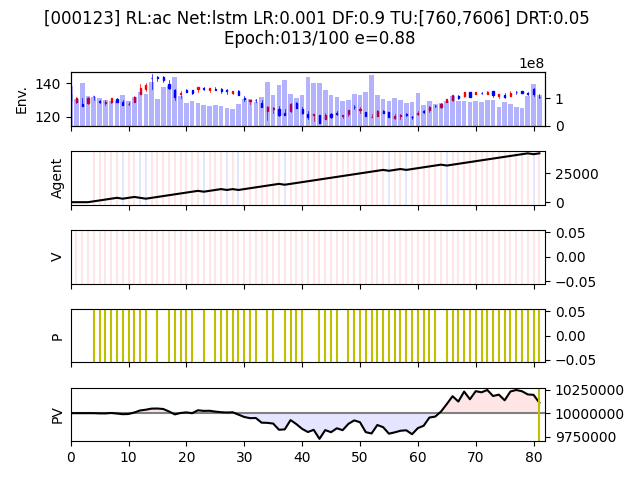 [000123] RL:ac Net:lstm LR:0.001 DF:0.9 TU:[760,7606] DRT:0.05
Epoch:013/100 e=0.88
1e8
Env.
140
120
1
0
Agent
25000
0
V
0.05
0.00
−0.05
P
0.05
0.00
−0.05
PV
10250000
10000000
9750000
0 10 20 30 40 50 60 70 80